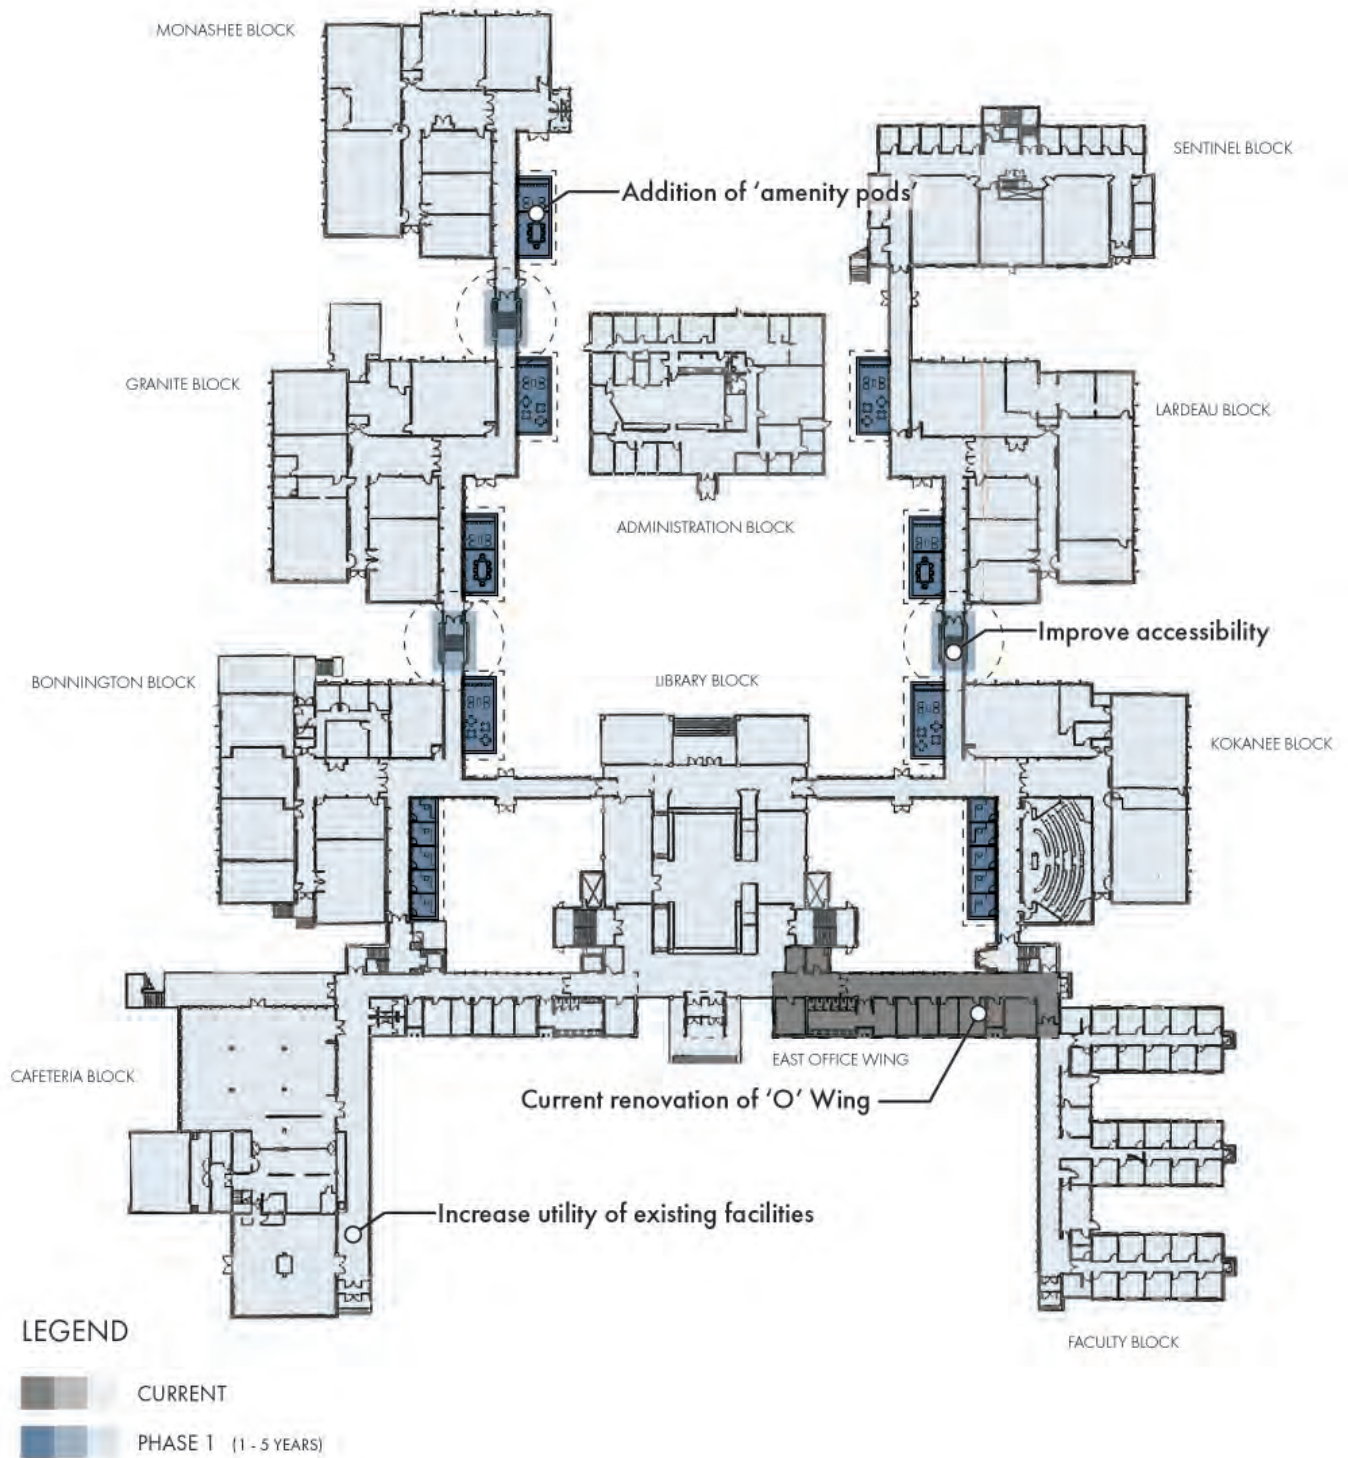 MONASHEE BLOCK
SENTINEL BLOCK
Addition of ‘amenity pods’
GRANITE BLOCK
LARDEAU BLOCK
ADMINISTRATION BLOCK
Improve accessibility
BONNINGTON BLOCK
LIBRARY BLOCK
KOKANEE BLOCK
EAST OFFICE WING
CAFETERIA BLOCK
Current renovation of ‘O’ Wing
Increase utility of existing facilities
FACULTY BLOCK
LEGEND
CURRENT
PHASE 1 (1 - 5 YEARS)